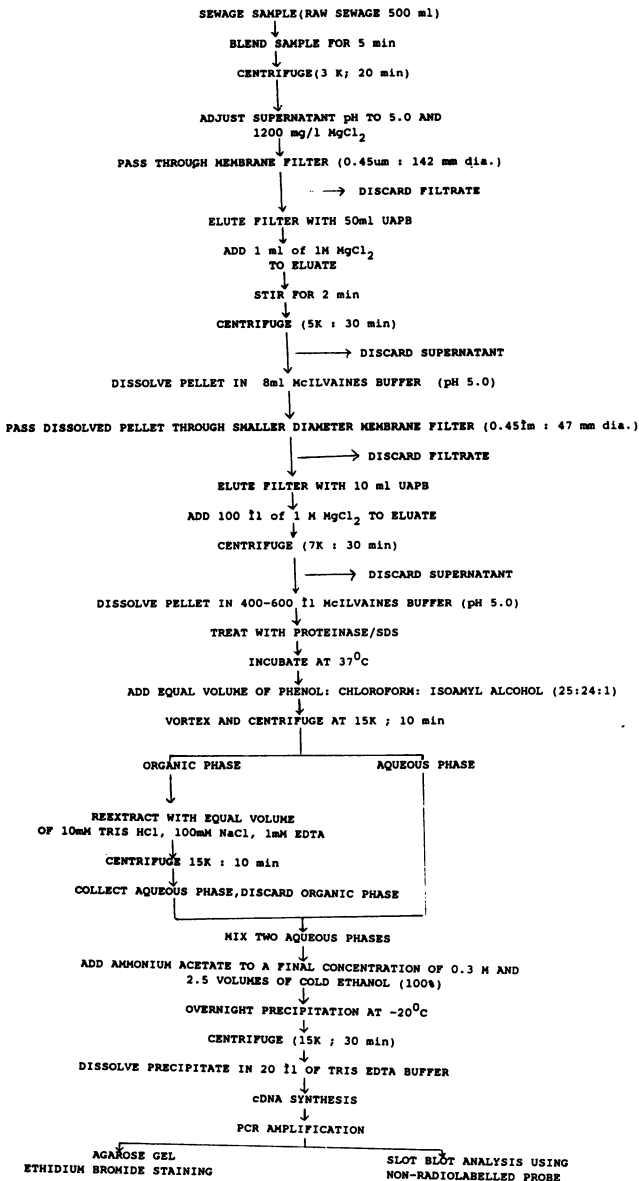 SEWAGE SAMPLE(RAW SEWAGE 500 ml)
BLEND SAMPLE FOR 5 min
CENTRIFUGE(3 K; 20 min)
ADJUST SUPERNATANT pH TO 5.0 AND
1200 mg/l MgCl2
PASS THROUGH MEMBRANE FILTER (0.45um : 142 mm dia.)
DISCARD FILTRATE
ELUTE FILTER WITH 50ml UAPB
ADD 1 ml of 1M MgCl2
TO ELUATE
STIR FOR 2 min
CENTRIFUGE (5K : 30 min)
DISCARD SUPERNATANT
DISSOLVE PELLET IN 8ml McILVAINES BUFFER (pH 5.0)
PASS DISSOLVED PELLET THROUGH SMALLER DIAMETER MEMBRANE FILTER (0.45Ïm : 47 mm dia.)
DISCARD FILTRATE
ELUTE FILTER WITH 10 ml UAPB
ADD 100 Ïl of 1 M MgCl2 TO ELUATE
CENTRIFUGE (7K : 30 min)
DISCARD SUPERNATANT
DISSOLVE PELLET IN 400-600 Ïl McILVAINES BUFFER (pH 5.0)
TREAT WITH PROTEINASE/SDS
INCUBATE AT 37°C
ADD EQUAL VOLUME OF PHENOL: CHLOROFORM: ISOAMYL ALCOHOL (25:24:1)
VORTEX AND CENTRIFUGE AT 15K ; 10 min
ORGANIC PHASE AQUEOUS PHASE
REEXTRACT WITH EQUAL VOLUME
OF 10mM TRIS HCl, 100mM NaCl, 1mM EDTA
CENTRIFUGE 15K : 10 min
COLLECT AQUEOUS PHASE,DISCARD ORGANIC PHASE
MIX TWO AQUEOUS PHASES
ADD AMMONIUM ACETATE TO A FINAL CONCENTRATION OF 0.3 M AND
2.5 VOLUMES OF COLD ETHANOL (100%)
OVERNIGHT PRECIPITATION AT -20°C
CENTRIFUGE (15K ; 30 min)
DISSOLVE PRECIPITATE IN 20 Ïl OF TRIS EDTA BUFFER
cDNA SYNTHESIS
PCR AMPLIFICATION
AGAROSE GEL
ETHIDIUM BROMIDE STAINING
SLOT BLOT ANALYSIS USING
NON-RADIOLABELLED PROBE